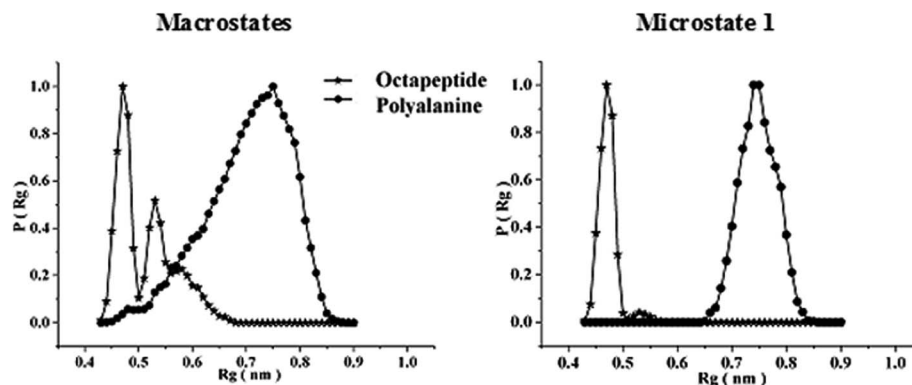 Macrostates
Microstate 1
Octapeptide
Polyalanine
P ( Rg )
1.0
0.8
0.6
0.4
0.2
0.0
0.4 0.5 0.6 0.7 0.8 0.9 1.0
Rg ( nm )
P ( Rg )
1.0
0.8
0.6
0.4
0.2
0.0
0.4 0.5 0.6 0.7 0.8 0.9 1.0
Rg ( nm )